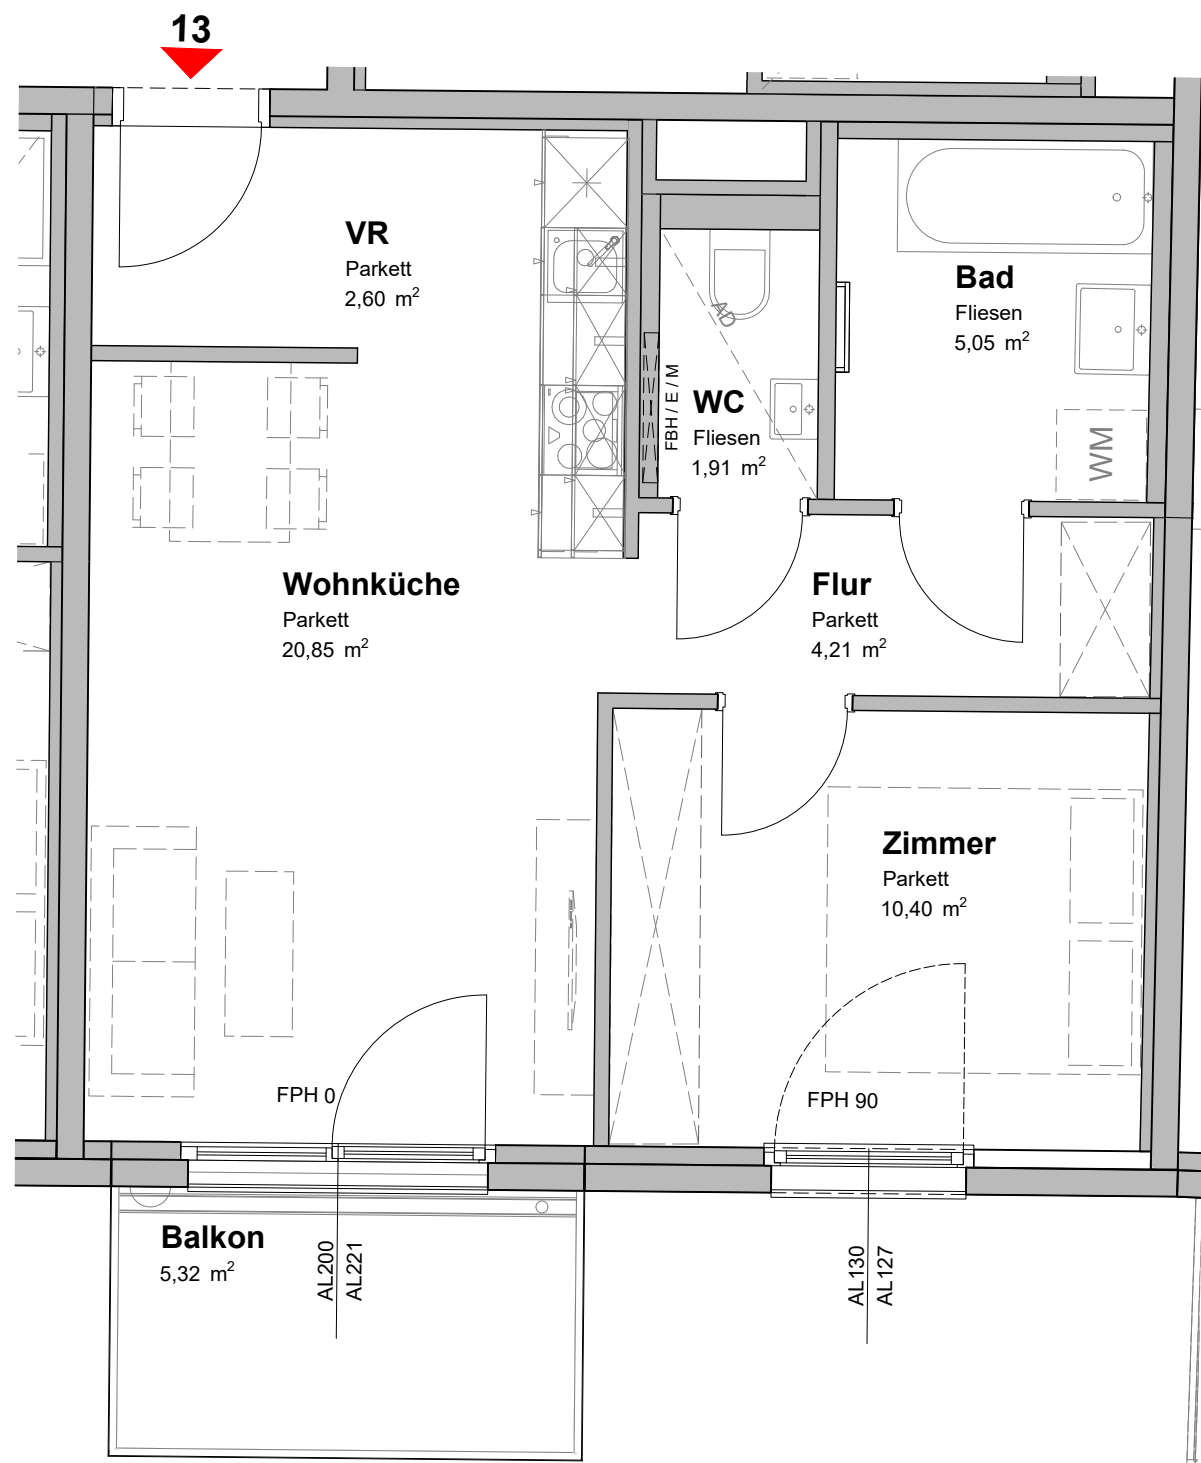 13
VR
Parkett
2,60 m²
Bad
Fliesen
5,05 m²
AD
FBH / E / M
WC
Fliesen
1,91 m²
WM
Wohnküche
Parkett
20,85 m²
Flur
Parkett
4,21 m²
Zimmer
Parkett
10,40 m²
FPH 0
FPH 90
Balkon
5,32 m²
AL200
AL221
AL130
AL127